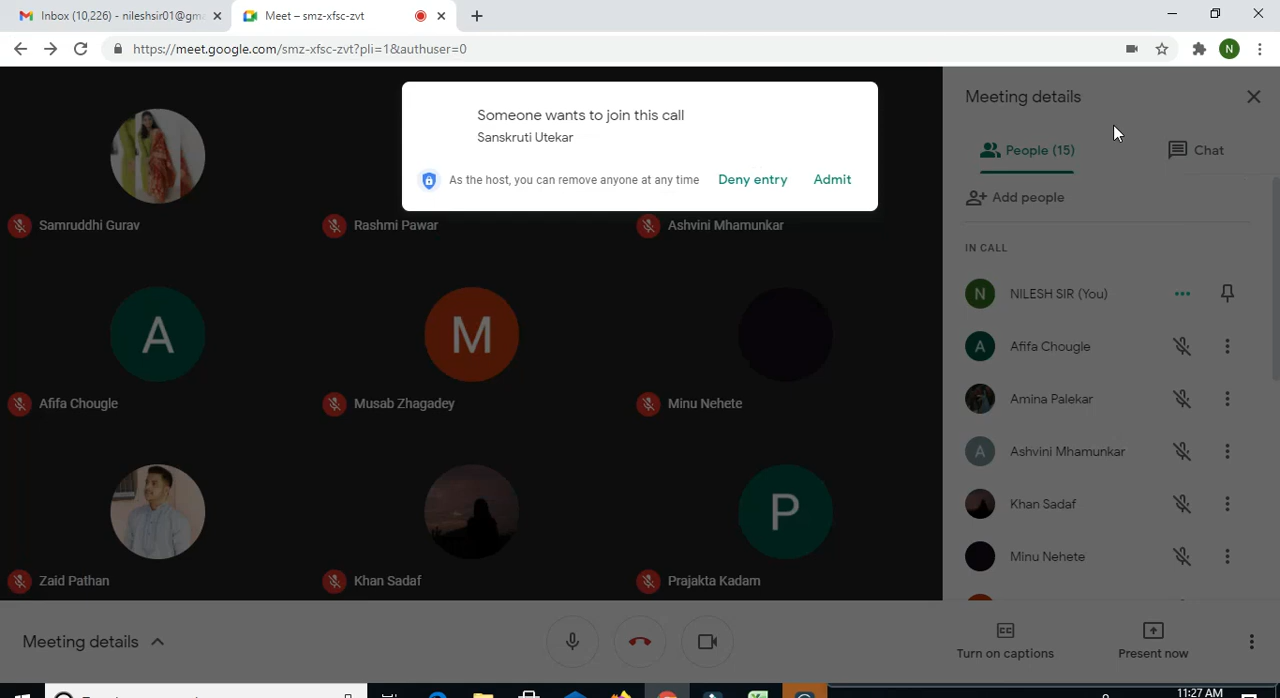 Inbox (10,226) - nileshsir01@gma
Meet – smz-xfsc-zvt
https://meet.google.com/smz-xfsc-zvt?pli=1&authuser=0
N
Someone wants to join this call
Sanskruti Utekar
As the host, you can remove anyone at any time
Deny entry
Admit
Meeting details
People (15)
Chat
Add people
IN CALL
N NILESH SIR (You)
A Afifa Chougle
Amina Palekar
A Ashvini Mhamunkar
Khan Sadaf
Minu Nehete
Samruddhi Gurav
Rashmi Pawar
Ashvini Mhamunkar
A
M
Afifa Chougle
Musab Zhagadey
Minu Nehete
P
Zaid Pathan
Khan Sadaf
Prajakta Kadam
Meeting details
CC
Turn on captions
Present now
11:27 AM